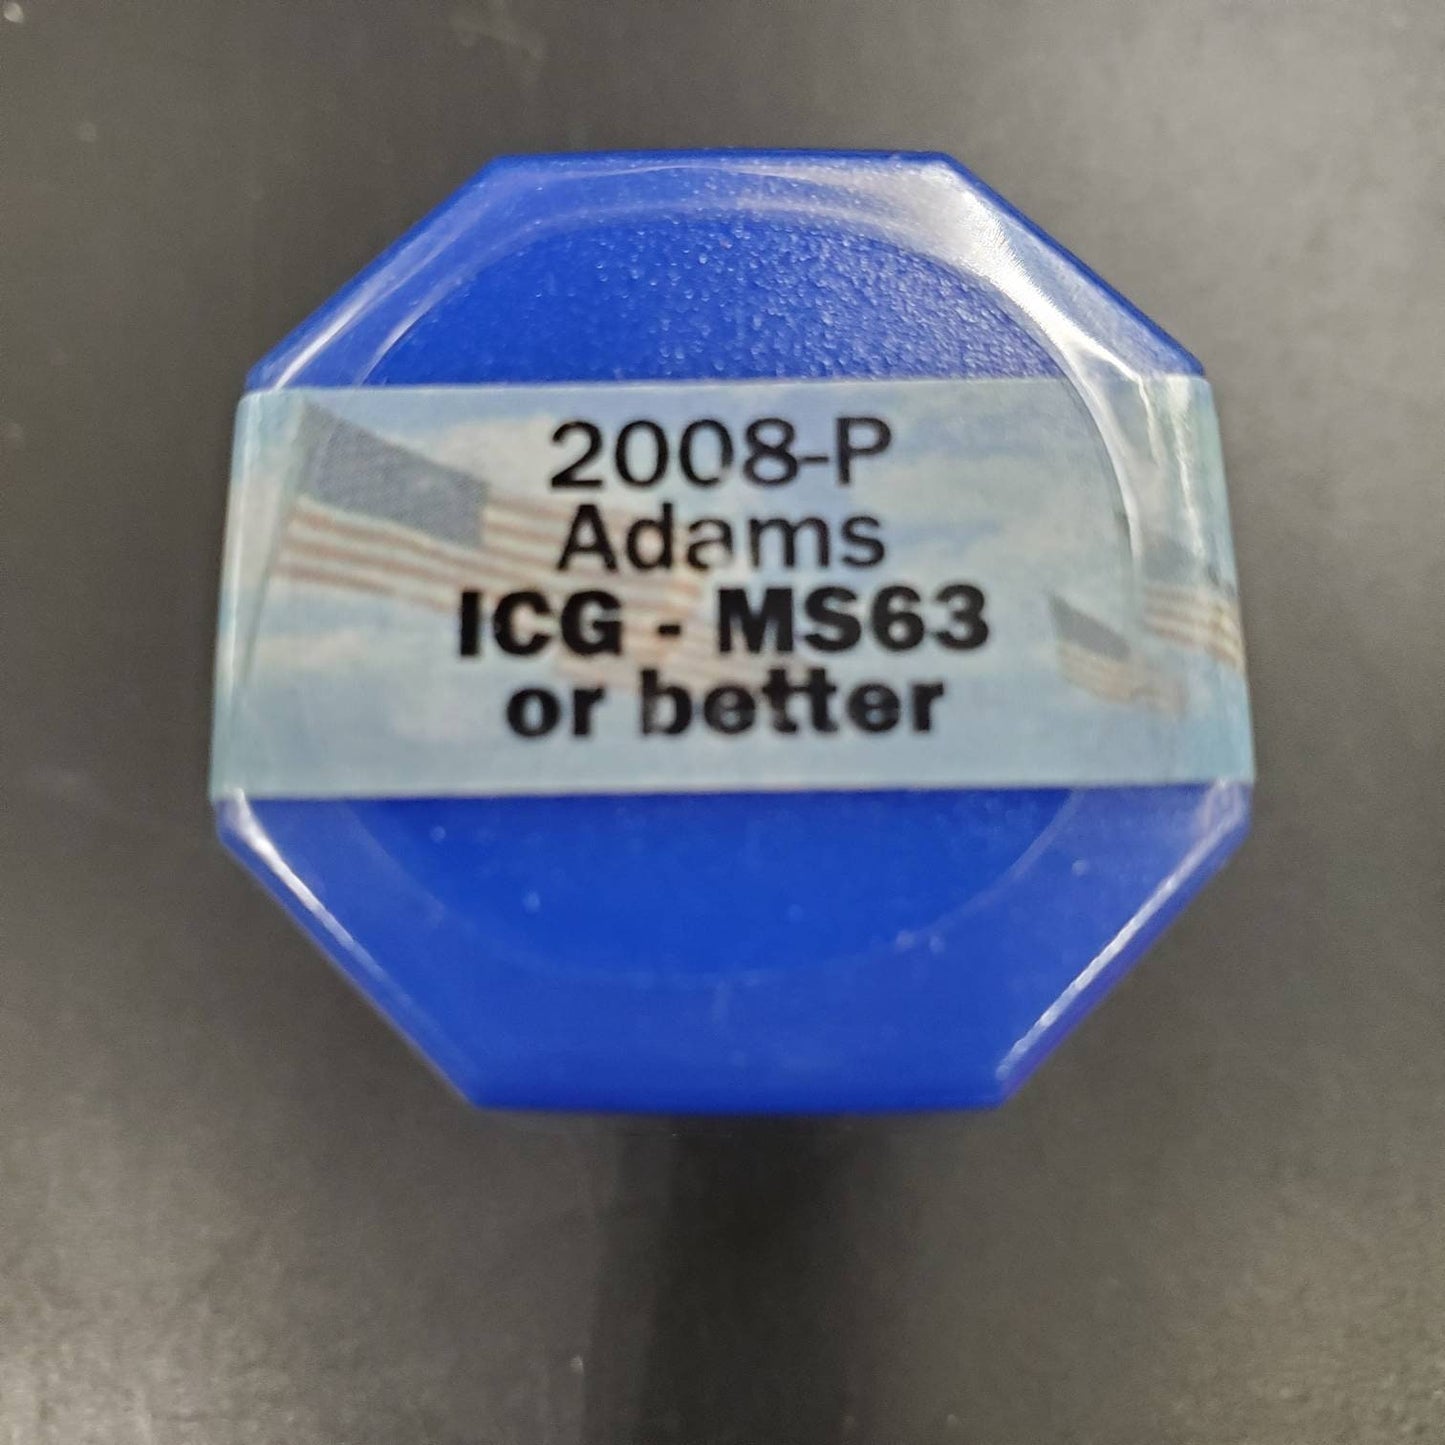 2008-P
Adams
ICG - MS63
or better